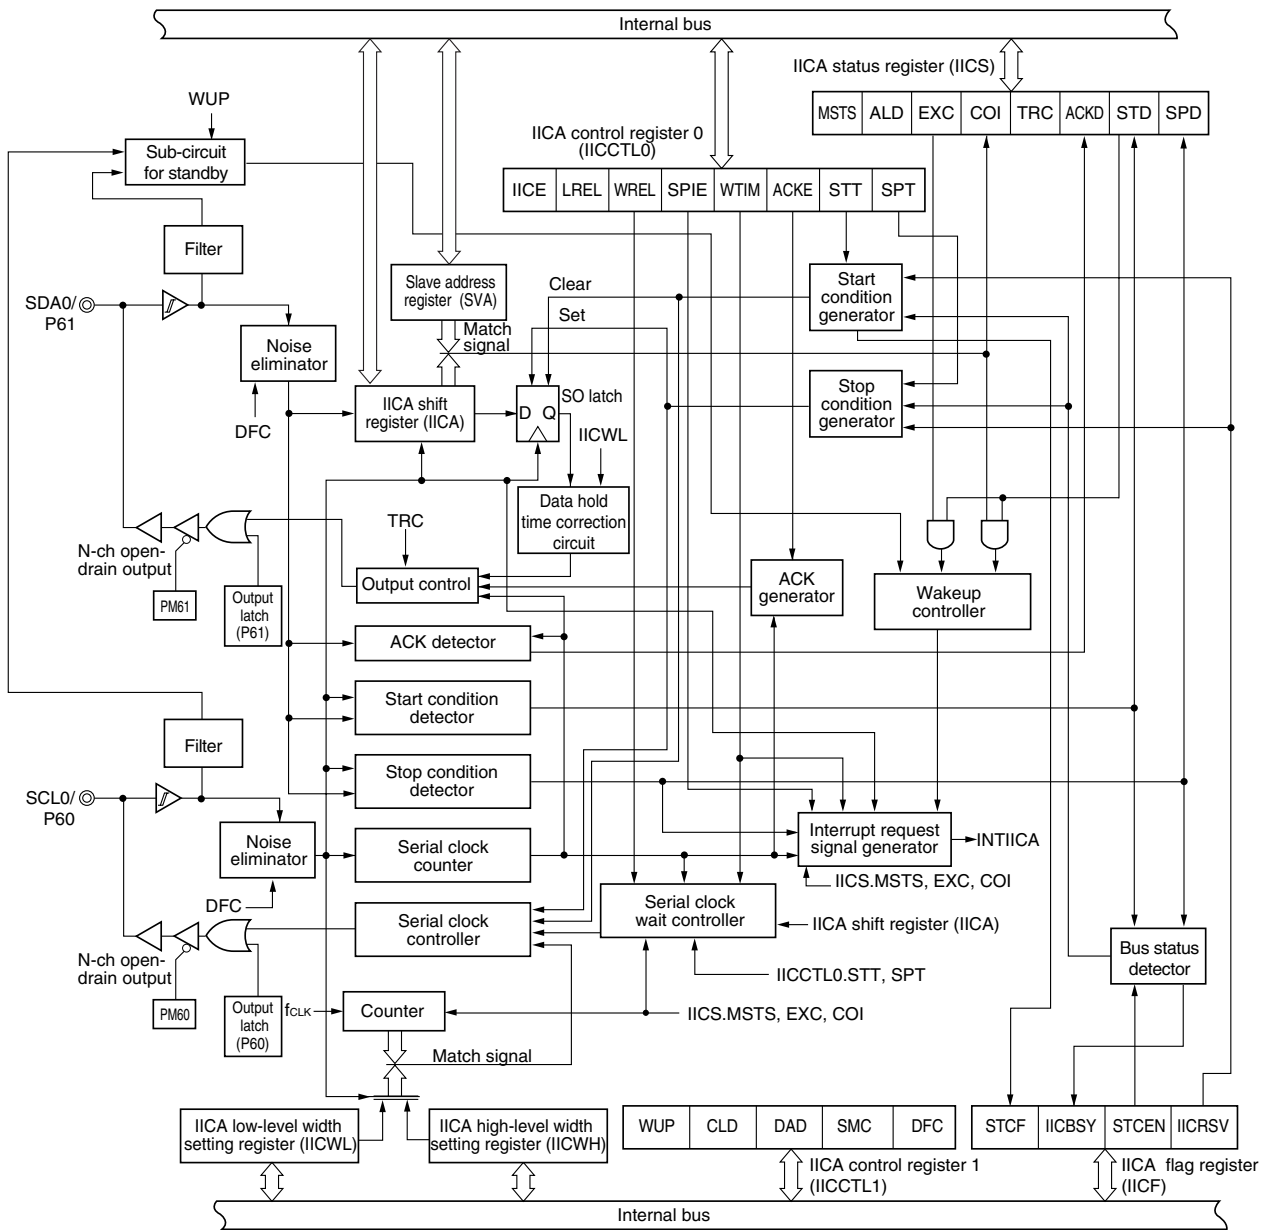 Internal bus
IICA status register (IICS)
MSTS ALD EXC COI TRC ACKD STD SPD
WUP
Sub-circuit
for standby
IICA control register 0
(IICCTL0)
IICE LREL WREL SPIE WTIM ACKE STT SPT
Filter
Slave address
register (SVA)
Clear
Set
Match
signal
Start
condition
generator
SDA0/
P61
Noise
eliminator
DFC
IICA shift
register (IICA)
SO latch
D Q
IICWL
Stop
condition
generator
Data hold
time correction
circuit
TRC
N-ch open-
drain output
PM61
Output
latch
(P61)
Output control
ACK
generator
Wakeup
controller
ACK detector
Start condition
detector
Filter
Stop condition
detector
SCL0/
P60
Noise
eliminator
DFC
Serial clock
counter
Interrupt request
signal generator
INTIICA
IICS.MSTS, EXC, COI
Serial clock
controller
Serial clock
wait controller
IICA shift register (IICA)
IICCTL0.STT, SPT
Bus status
detector
N-ch open-
drain output
PM60
Output
latch
(P60)
fCLK
Counter
IICS.MSTS, EXC, COI
Match signal
IICA low-level width
setting register (IICWL)
IICA high-level width
setting register (IICWH)
WUP CLD DAD SMC DFC
IICA control register 1
(IICCTL1)
STCF IICBSY STCEN IICRSV
IICA flag register
(IICF)
Internal bus